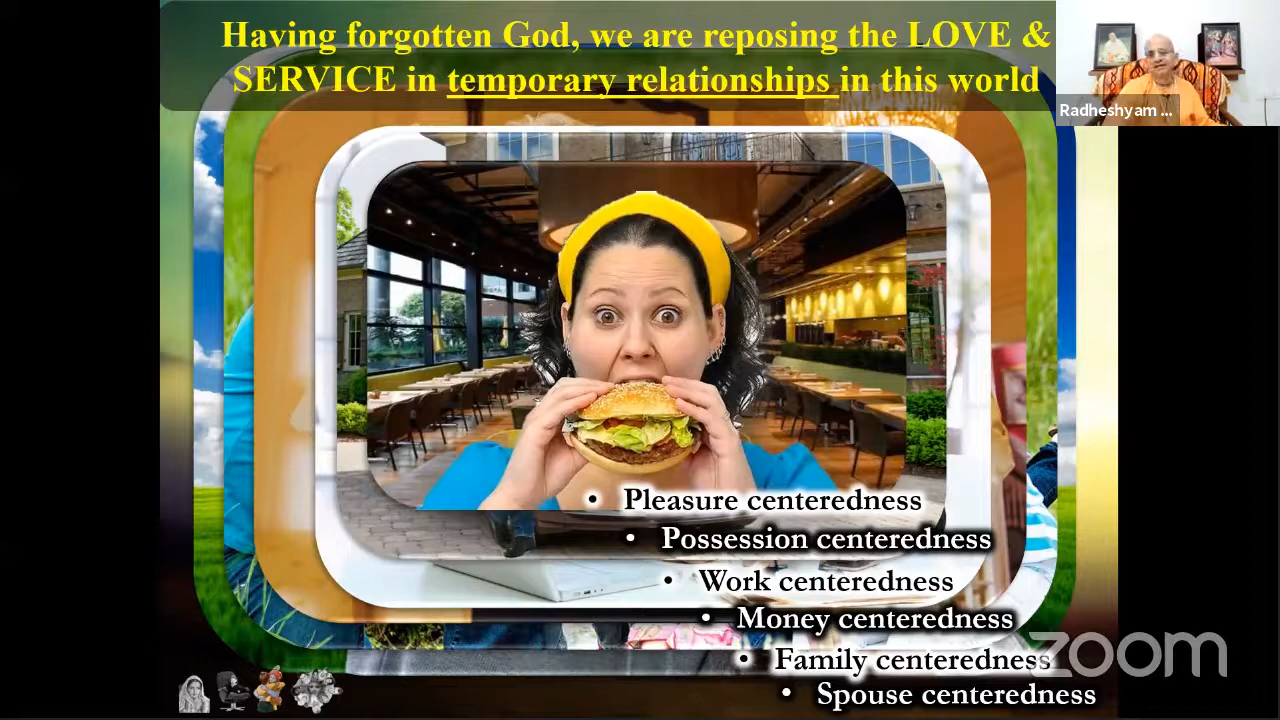 Having forgotten God, we are reposing the LOVE &
SERVICE in temporary relationships in this world
Radheshyam ...
• Pleasure centeredness
• Possession centeredness
• Work centeredness
• Money centeredness
• Family centeredness
• Spouse centeredness
zoom